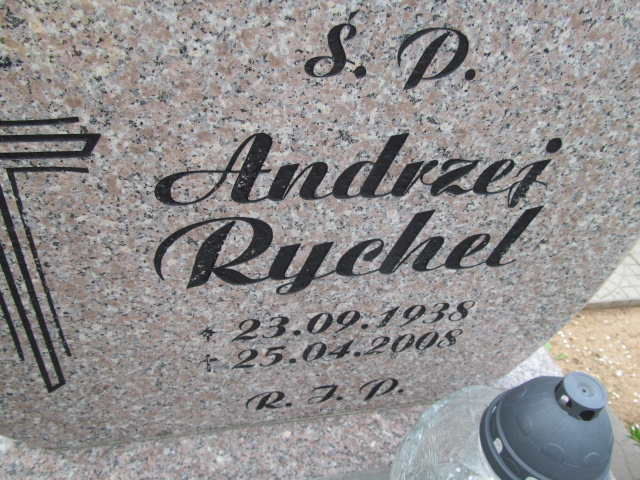 Ś. P.
Andrzej
Rychel
* 23.09.1938
† 25.04.2008
R. I. P.